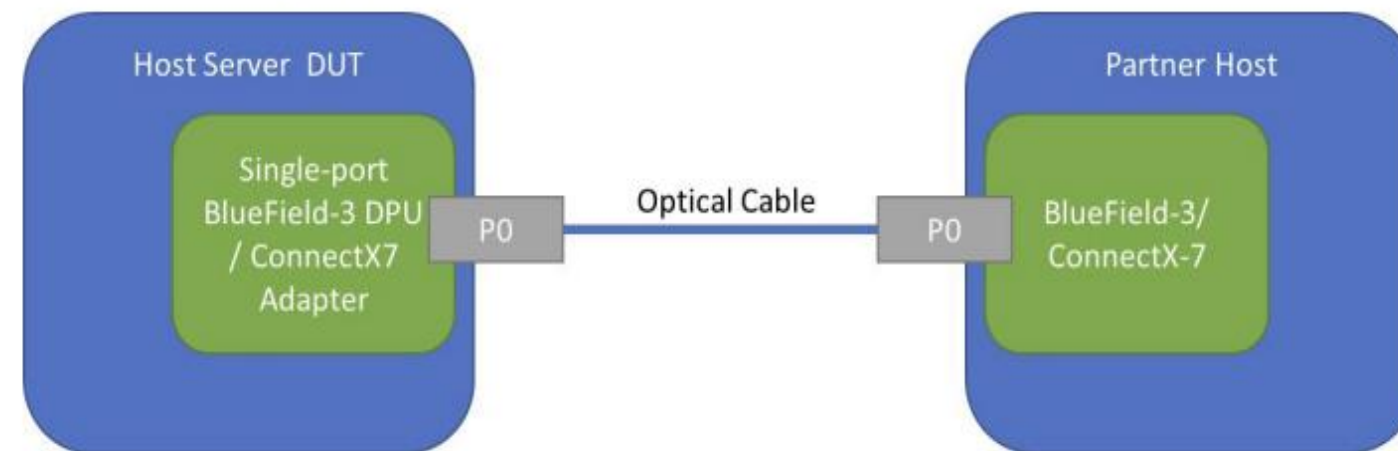 Host Server DUT
Single-port
BlueField-3 DPU
/ ConnectX7
Adapter
P0
Optical Cable
P0
Partner Host
BlueField-3/
ConnectX-7